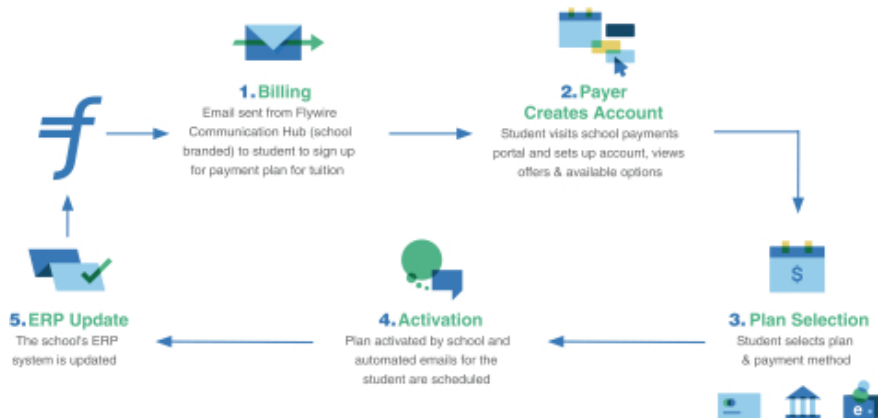 1. Billing
Email sent from Flywire
Communication Hub (school
branded) to student to sign up
for payment plan for tuition
2. Payer
Creates Account
Student visits school payments
portal and sets up account, views
offers & available options
$
3. Plan Selection
Student selects plan
& payment method
4. Activation
Plan activated by school and
automated emails for the
student are scheduled
5. ERP Update
The school's ERP
system is updated
e